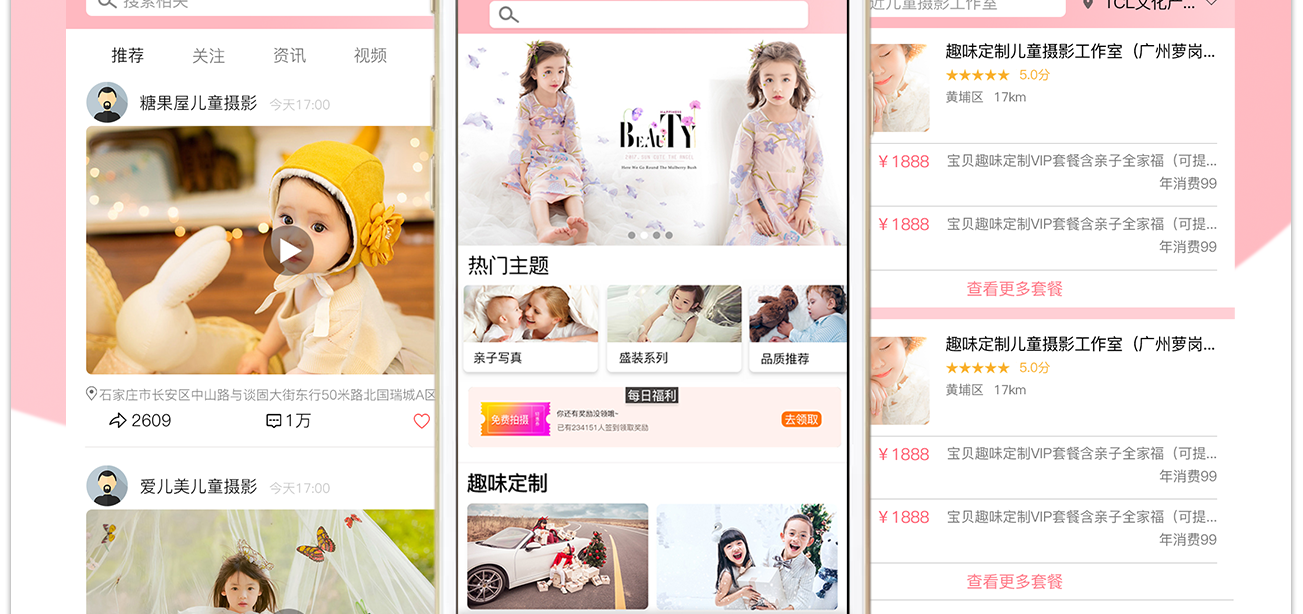 搜索相关
推荐
关注
资讯
视频
糖果屋儿童摄影
今天17:00
石家庄市长安区中山路与谈固大街东行50米路北国瑞城A区
2609
1万
爱儿美儿童摄影
今天17:00
BEAUTY
Here We Go Round The Mulberry Bush
热门主题
亲子写真
盛装系列
品质推荐
每日福利
免费拍摄
你还有奖励没领哦~
已有234151人签到领取奖励
去领取
趣味定制
近儿童摄影工作室
TCL文化产...
趣味定制儿童摄影工作室（广州萝岗...
5.0分
黄埔区 17km
￥1888 宝贝趣味定制VIP套餐含亲子全家福（可提...
年消费99
￥1888 宝贝趣味定制VIP套餐含亲子全家福（可提...
年消费99
查看更多套餐
趣味定制儿童摄影工作室（广州萝岗...
5.0分
黄埔区 17km
￥1888 宝贝趣味定制VIP套餐含亲子全家福（可提...
年消费99
￥1888 宝贝趣味定制VIP套餐含亲子全家福（可提...
年消费99
查看更多套餐